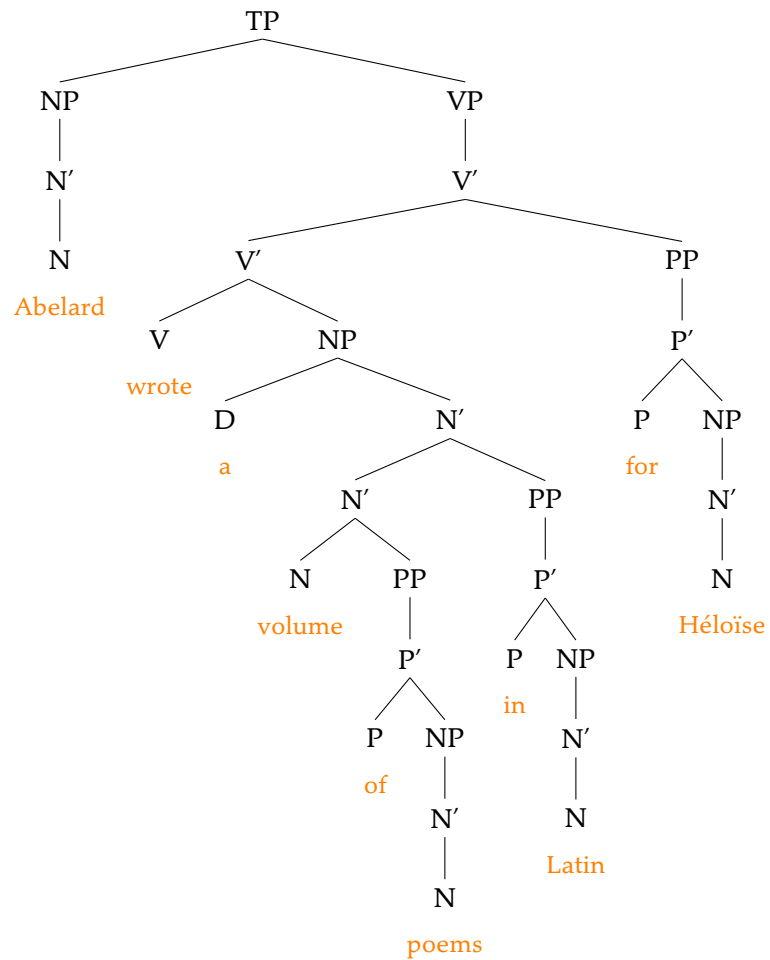 TP
NP VP
N′ V′
N V′ PP
Abelard V NP P′
wrote D N′ P NP
a N′ PP for N′
N PP P′ N
volume P′ P NP Héloïse
P NP in N′
of N′ N
N Latin
poems